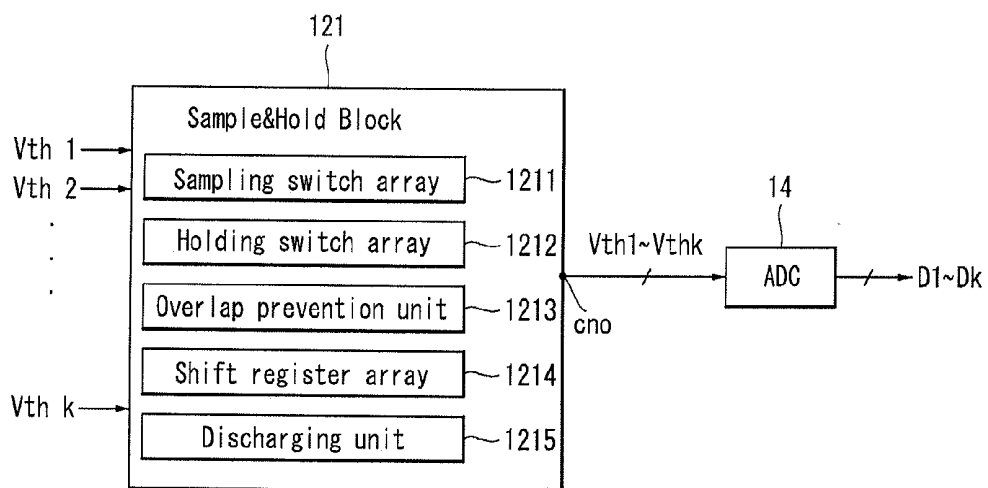 121
Sample&Hold Block
Vth 1
Sampling switch array
1211
Vth 2
Holding switch array
1212
Vth1~Vthk
14
ADC
D1~Dk
cno
Overlap prevention unit
1213
Shift register array
1214
Vth k
Discharging unit
1215